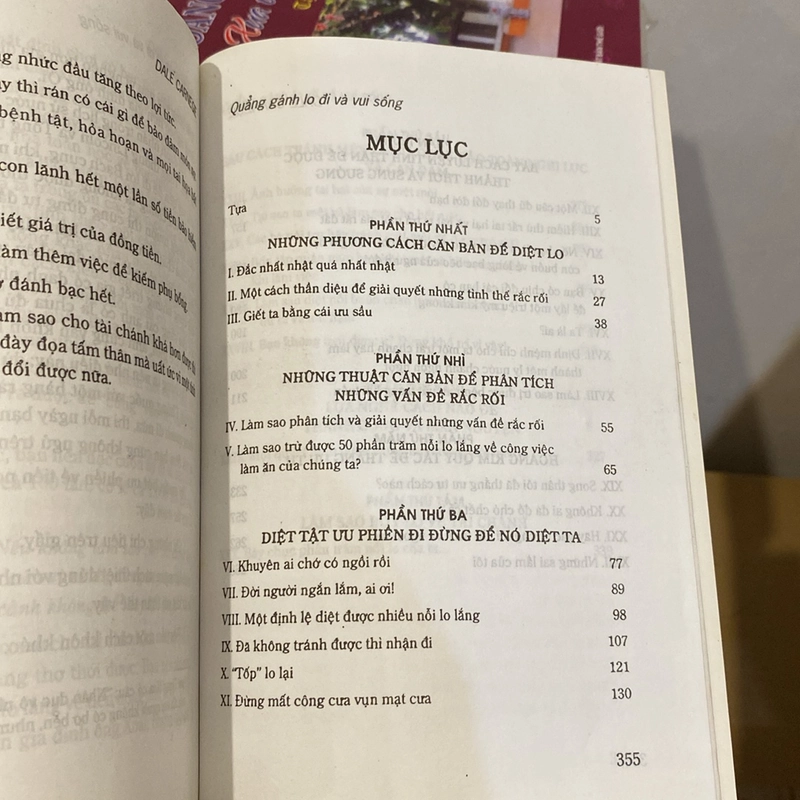 DALE CARNEGIE
nhức đầu tăng theo lợi tức.
thì rán có cái gì để bảo đảm
bệnh tật, hỏa hoạn và mọi tai
con lãnh hết một lần số tiền bảo hiểm
giá trị của đồng tiền.
làm thêm việc để kiếm phụ bổng.
đánh bạc hết.
sao cho tài chánh khả hơn được thì
đày đọa tấm thân mà uất ức vì một
đổi được nữa.
Quẳng gánh lo đi và vui sống
MỤC LỤC
Tựa 5
PHẦN THỨ NHẤT
NHỮNG PHƯƠNG CÁCH CĂN BẢN ĐỂ DIỆT LO
I. Đắc nhất nhật quá nhất nhật 13
II. Một cách thần diệu để giải quyết những tình thế rắc rối 27
III. Giết ta bằng cái ưu sầu 38
PHẦN THỨ NHÌ
NHỮNG THUẬT CĂN BẢN ĐỂ PHÂN TÍCH
NHỮNG VẤN ĐỀ RẮC RỐI
IV. Làm sao phân tích và giải quyết những vấn đề rắc rối 55
V. Làm sao trừ được 50 phần trăm nỗi lo lắng về công việc
làm ăn của chúng ta? 65
PHẦN THỨ BA
DIỆT TẬT ƯU PHIỀN ĐI ĐỪNG ĐỂ NÓ DIỆT TA
VI. Khuyên ai chớ có ngồi rồi 77
VII. Đời người ngắn lắm, ai ơi! 89
VIII. Một định lệ diệt được nhiều nỗi lo lắng 98
IX. Đã không tránh được thì nhận đi 107
X. "Tốp" lo lại 121
XI. Đừng mất công cưa vụn mạt cưa 130
355